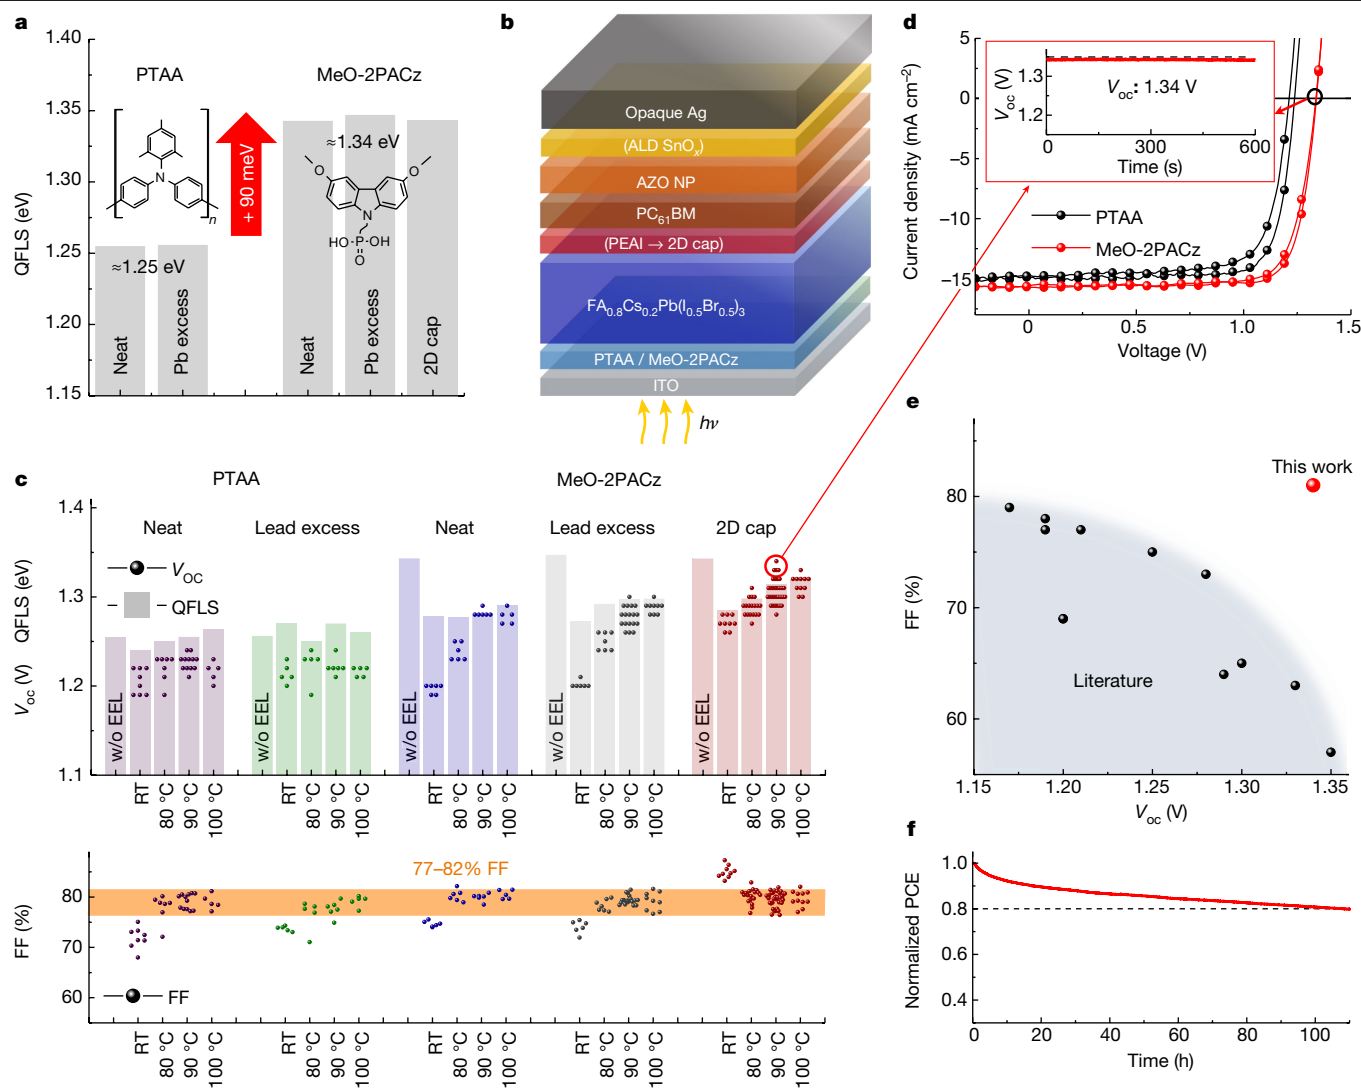 a
1.40
1.35
1.30
1.25
1.20
1.15
QFLS (eV)
PTAA
MeO-2PACz
n
N
≈1.25 eV
+ 90 meV
≈1.34 eV
O
O
N
HO
P
OH
O
Neat
Pb excess
Neat
Pb excess
2D cap
b
Opaque Ag
(ALD SnOₓ)
AZO NP
PC₆₁BM
(PEAI → 2D cap)
FA₀.₈Cs₀.₂Pb(I₀.₅Br₀.₅)₃
PTAA / MeO-2PACz
ITO
hν
c
PTAA
MeO-2PACz
1.4
1.3
1.2
1.1
Voc (V) QFLS (eV)
Neat
Lead excess
Neat
Lead excess
2D cap
VOC
QFLS
w/o EEL
w/o EEL
w/o EEL
w/o EEL
w/o EEL
RT 80 °C 90 °C 100 °C
RT 80 °C 90 °C 100 °C
RT 80 °C 90 °C 100 °C
RT 80 °C 90 °C 100 °C
RT 80 °C 90 °C 100 °C
77–82% FF
80
70
60
FF (%)
FF
RT 80 °C 90 °C 100 °C
RT 80 °C 90 °C 100 °C
RT 80 °C 90 °C 100 °C
RT 80 °C 90 °C 100 °C
RT 80 °C 90 °C 100 °C
d
5
0
−5
−10
−15
Current density (mA cm⁻²)
1.3
1.2
Voc (V)
Voc: 1.34 V
0 300 600
Time (s)
PTAA
MeO-2PACz
0 0.5 1.0 1.5
Voltage (V)
e
This work
80
70
60
FF (%)
Literature
1.15 1.20 1.25 1.30 1.35
Voc (V)
f
1.0
0.8
0.6
0.4
Normalized PCE
0 20 40 60 80 100
Time (h)